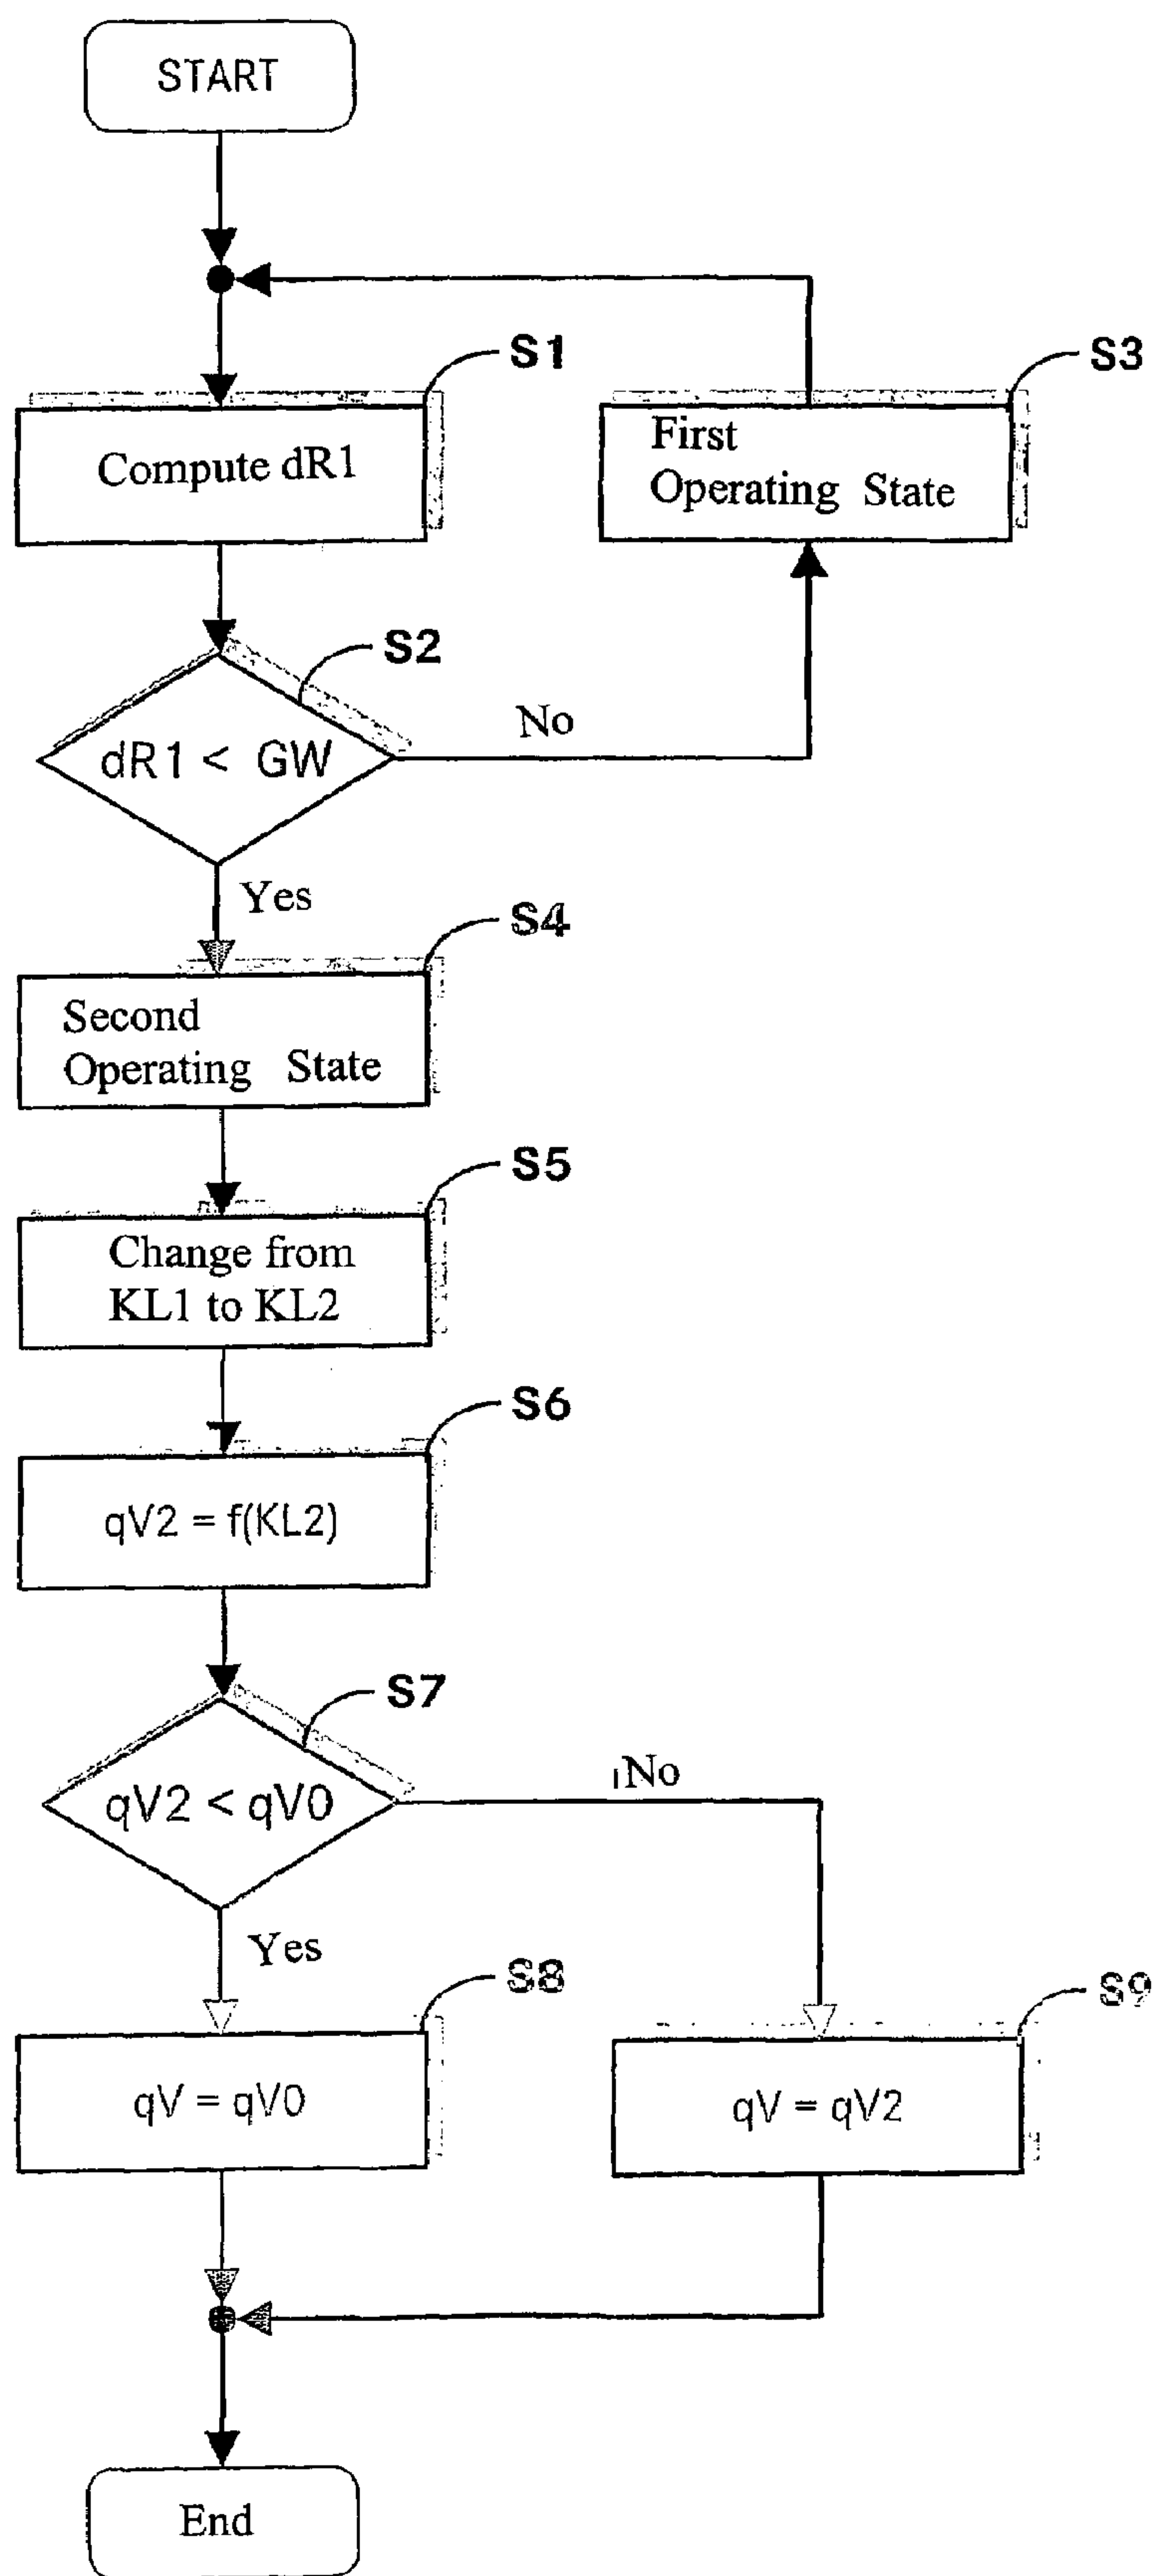 START
S1
Compute dR1
S3
First
Operating State
S2
dR1 < GW
No
Yes
S4
Second
Operating State
S5
Change from
KL1 to KL2
S6
qV2 = f(KL2)
S7
qV2 < qV0
No
Yes
S8
qV = qV0
S9
qV = qV2
End